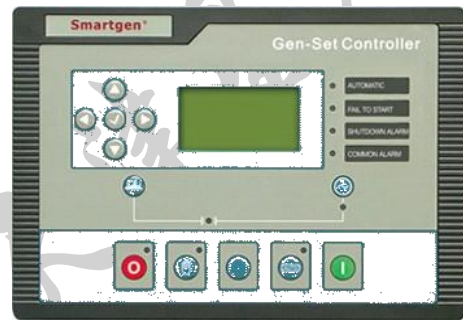 Smartgen®
Gen-Set Controller
AUTOMATIC
FAIL TO START
SHUTDOWN ALARM
COMMON ALARM